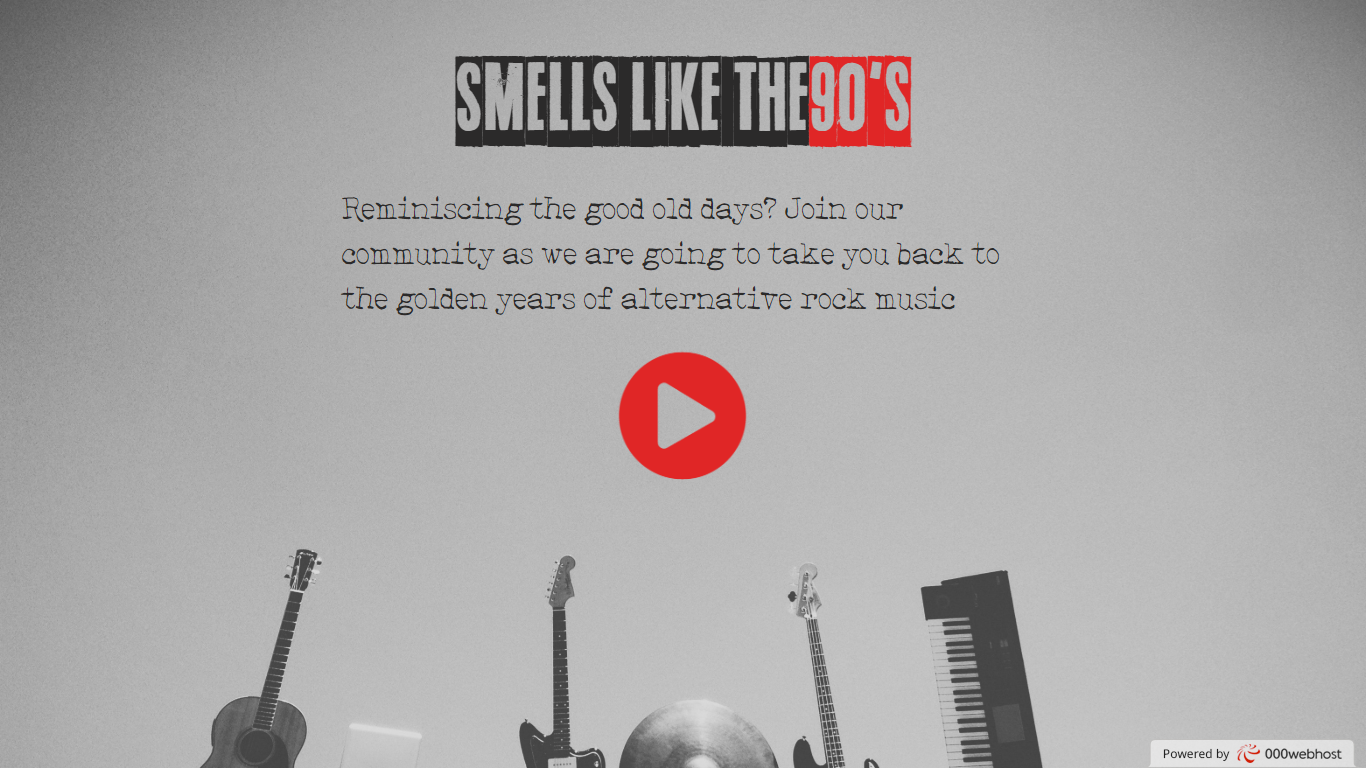 SMELLS LIKE THE 90'S
Reminiscing the good old days? Join our
community as we are going to take you back to
the golden years of alternative rock music
Powered by 000webhost